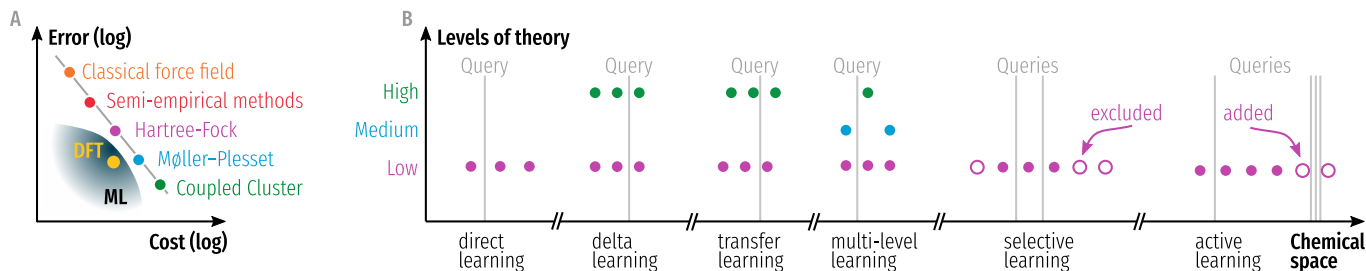 A
Error (log)
Classical force field
Semi-empirical methods
Hartree-Fock
DFT
Møller–Plesset
ML
Coupled Cluster
Cost (log)
B
Levels of theory
Query
Query
Query
Query
Queries
Queries
High
excluded
added
Medium
Low
direct
learning
delta
learning
transfer
learning
multi-level
learning
selective
learning
active
learning
Chemical
space